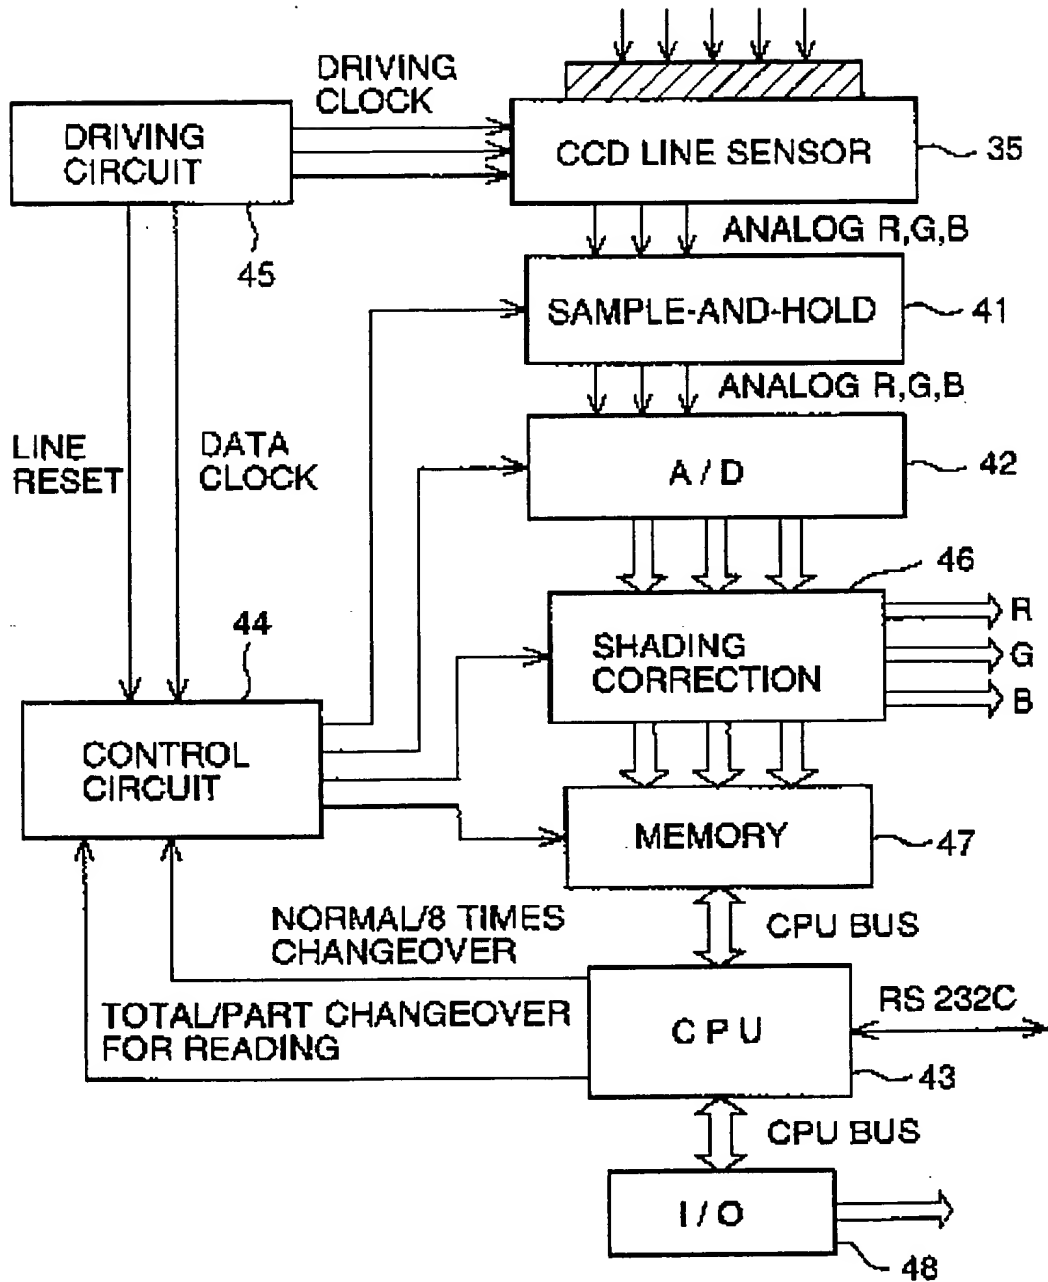 DRIVING
CLOCK
DRIVING
CIRCUIT
CCD LINE SENSOR
35
45
ANALOG R,G,B
SAMPLE-AND-HOLD
41
ANALOG R,G,B
LINE
RESET
DATA
CLOCK
A / D
42
46
44
SHADING
CORRECTION
R
G
B
CONTROL
CIRCUIT
MEMORY
47
NORMAL/8 TIMES
CHANGEOVER
CPU BUS
TOTAL/PART CHANGEOVER
FOR READING
C P U
RS 232C
43
CPU BUS
I / O
48